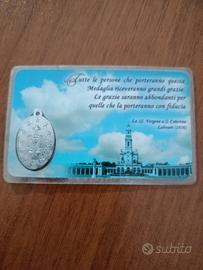 Tutte le persone che porteranno questa
Medaglia riceveranno grandi grazie.
Le grazie saranno abbondanti per
quelle che la porteranno con fiducia
La SS. Vergine a S. Caterina
Labouré (1830)
subito